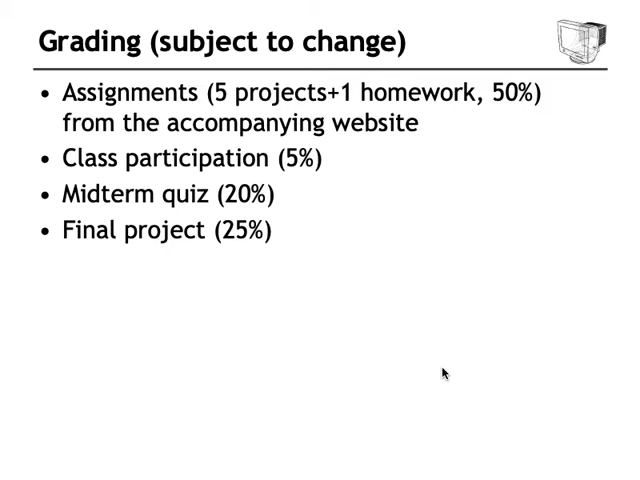 Grading (subject to change)
• Assignments (5 projects+1 homework, 50%)
from the accompanying website
• Class participation (5%)
• Midterm quiz (20%)
• Final project (25%)